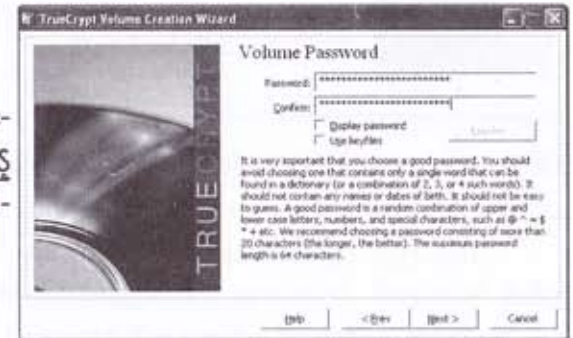 TrueCrypt Volume Creation Wizard
TRUECRYPT
Volume Password
Password: ************************
Confirm: ************************
Display password
Use keyfiles
It is very important that you choose a good password. You should
avoid choosing one that contains only a single word that can be
found in a dictionary (or a combination of 2, 3, or 4 such words). It
should not contain any names or dates of birth. It should not be easy
to guess. A good password is a random combination of upper and
lower case letters, numbers, and special characters, such as @ ^ = $
* + etc. We recommend choosing a password consisting of more than
20 characters (the longer, the better). The maximum password
length is 64 characters.
Help
< Prev
Next >
Cancel